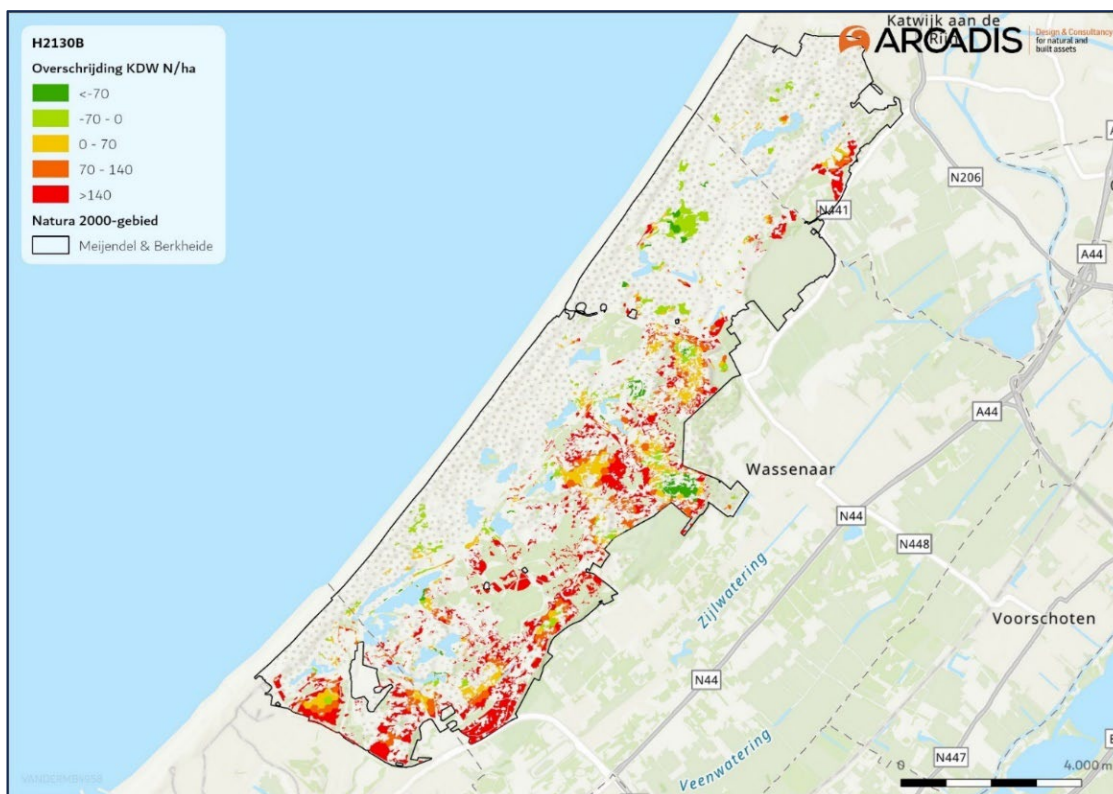 H2130B
Overschrijding KDW N/ha
<-70
-70 - 0
0 - 70
70 - 140
>140
Natura 2000-gebied
Meijendel & Berkheide
Katwijk aan de
Rijn
ARCADIS
Design & Consultancy
for natural and
built assets
N206
N441
A44
A44
Wassenaar
N44
N448
Zijlwatering
Voorschoten
N44
Veenwatering
N447
0
4.000 m